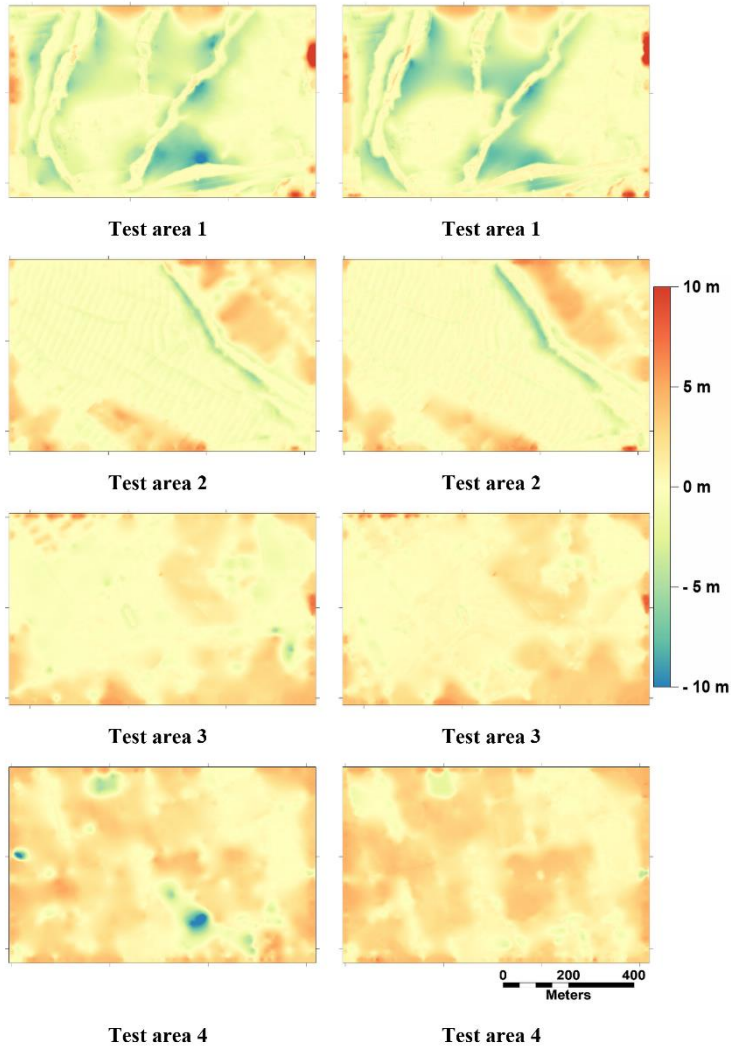 Test area 1 Test area 1
10 m
5 m
0 m
- 5 m
- 10 m
Test area 2 Test area 2
Test area 3 Test area 3
0 200 400
Meters
Test area 4 Test area 4